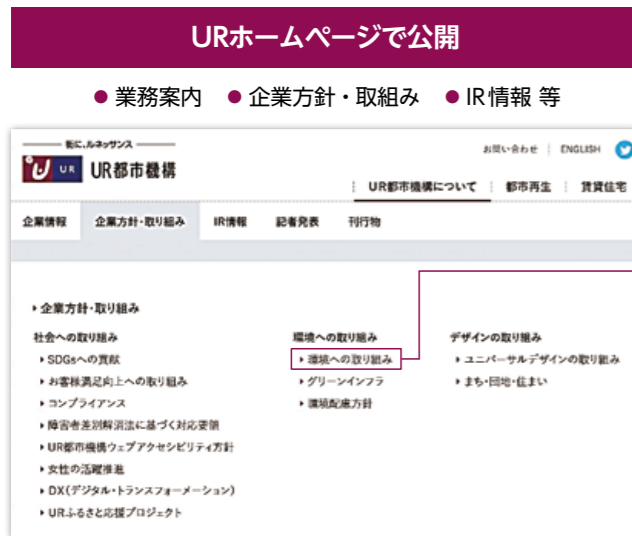 URホームページで公開
● 業務案内 ● 企業方針・取組み ● IR情報 等
街に、ルネッサンス
お問い合わせ ENGLISH
UR UR都市機構
UR都市機構について 都市再生 賃貸住宅
企業情報 企業方針・取り組み IR情報 記者発表 刊行物
企業方針・取り組み
社会への取り組み 環境への取り組み デザインの取り組み
SDGsへの貢献 環境への取り組み ユニバーサルデザインの取り組み
お客様満足向上への取り組み グリーンインフラ まち・団地・住まい
コンプライアンス 環境配慮方針
障害者差別解消法に基づく対応要領
UR都市機構ウェブアクセシビリティ方針
女性の活躍推進
DX(デジタル・トランスフォーメーション)
URふるさと応援プロジェクト